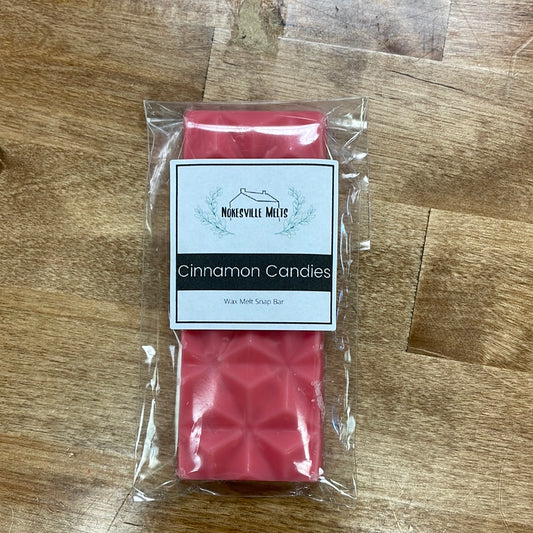 Nokesville Melts
Cinnamon Candies
Wax Melt Snap Bar